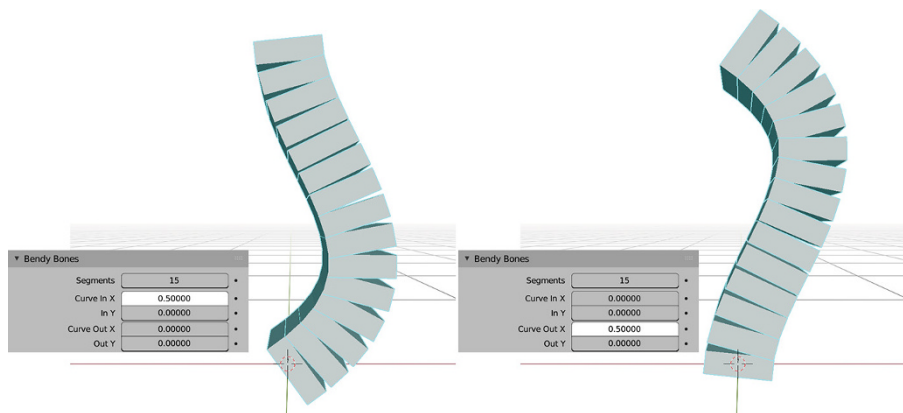 Bendy Bones
Segments 15
Curve In X 0.50000
In Y 0.00000
Curve Out X 0.00000
Out Y 0.00000
Bendy Bones
Segments 15
Curve In X 0.00000
In Y 0.00000
Curve Out X 0.50000
Out Y 0.00000